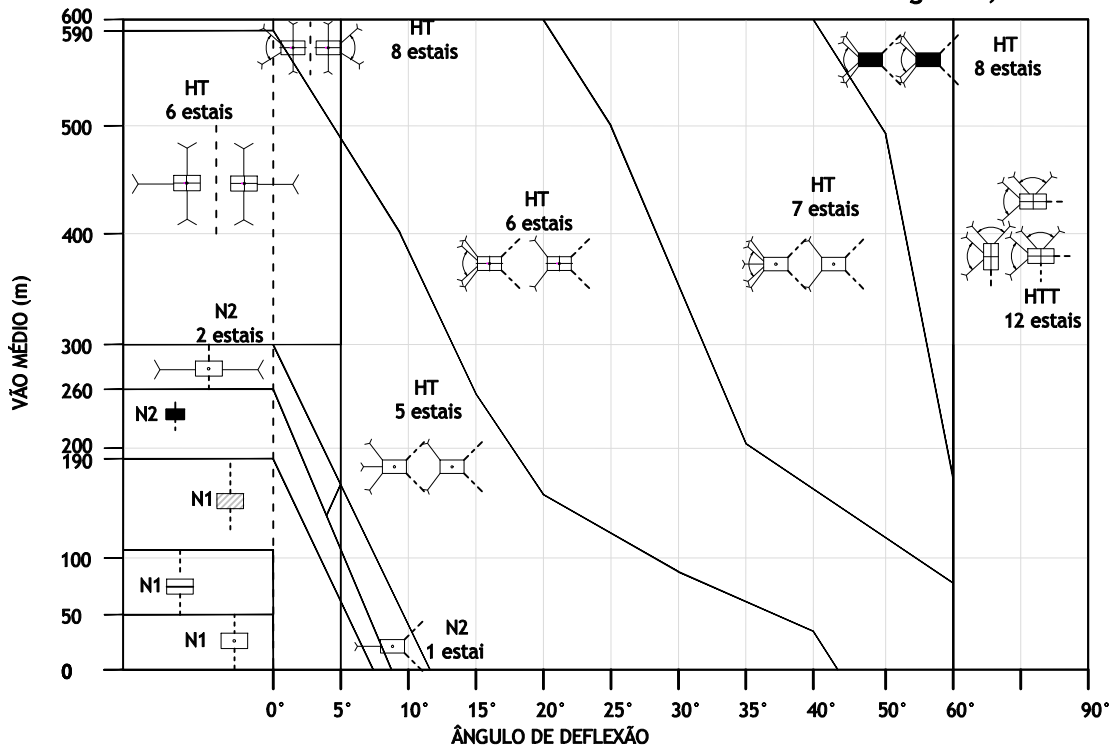 600
590
500
400
300
260
200
190
100
50
0
VÃO MÉDIO (m)
HT
8 estais
HT
8 estais
HT
6 estais
HT
6 estais
HT
7 estais
HTT
12 estais
N2
2 estais
HT
5 estais
N2
N1
N1
N1
N2
1 estai
0° 5° 10° 15° 20° 25° 30° 35° 40° 50° 60° 90°
ÂNGULO DE DEFLEXÃO